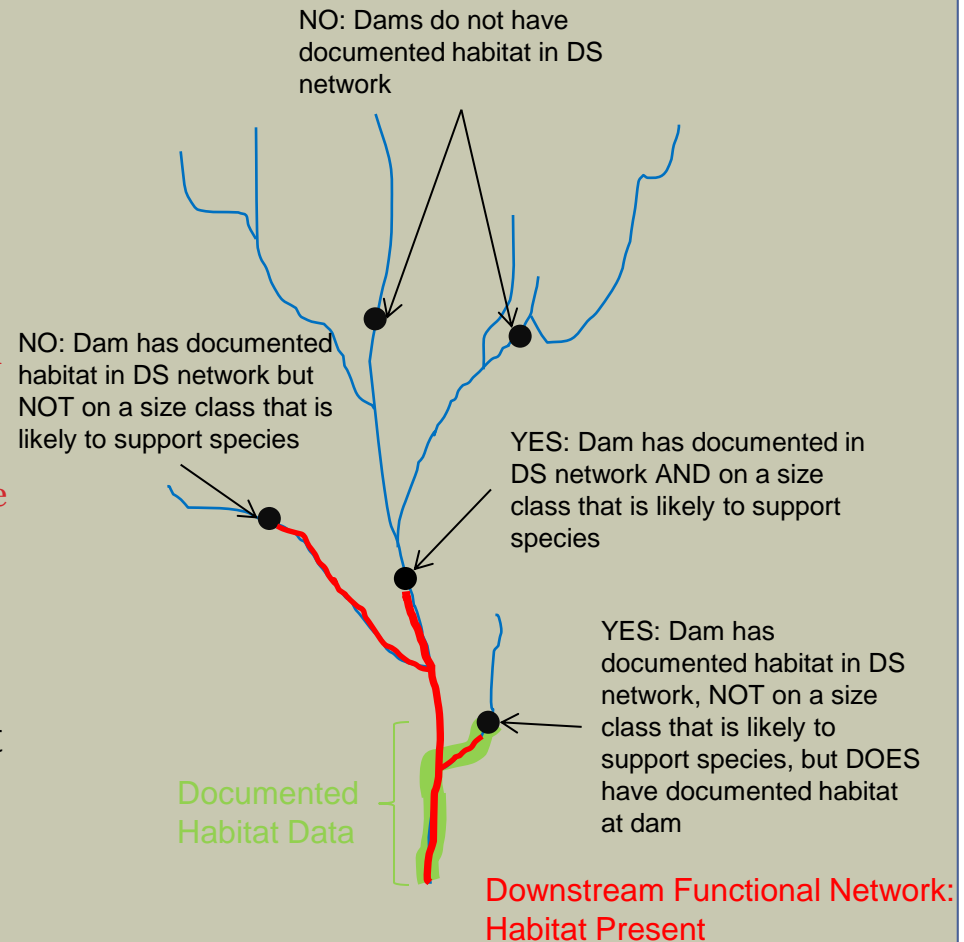 NO: Dams do not have
documented habitat in DS
network
NO: Dam has documented
habitat in DS network but
NOT on a size class that is
likely to support species
YES: Dam has documented in
DS network AND on a size
class that is likely to support
species
YES: Dam has
documented habitat in DS
network, NOT on a size
class that is likely to
support species, but DOES
have documented habitat
at dam
Documented
Habitat Data
Downstream Functional Network:
Habitat Present